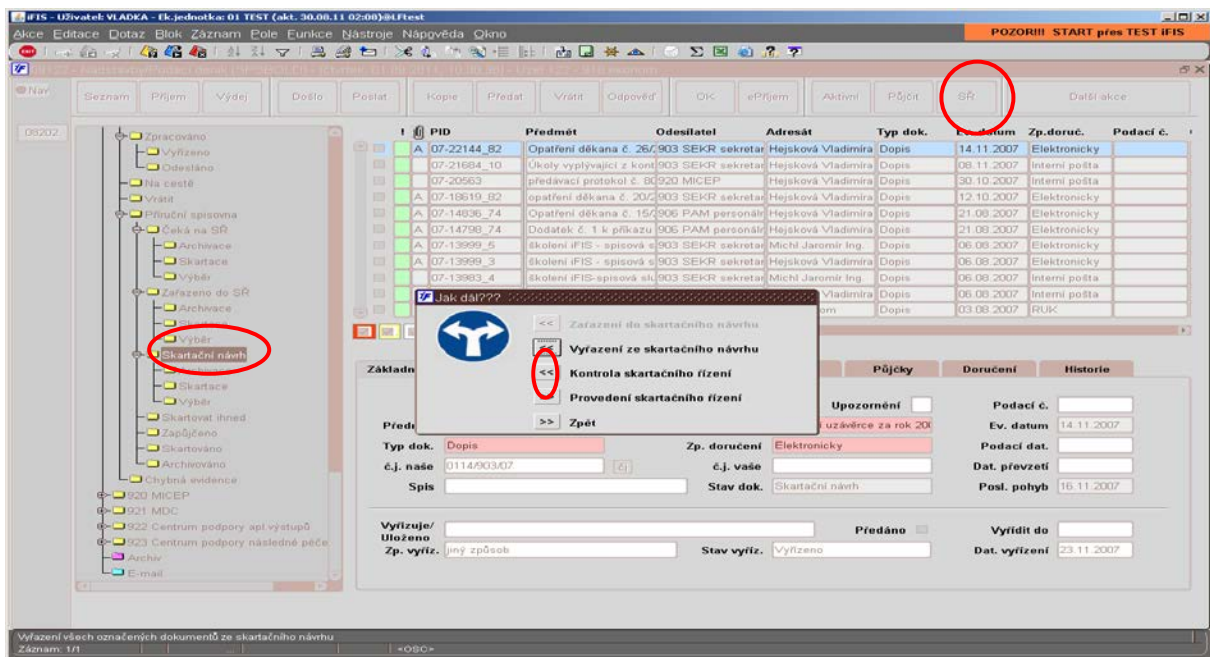 iFIS - Uživatel: VLADKA - Ek.jednotka: 01 TEST (akt. 30.08.11 02:00)@LFtest
Akce Editace Dotaz Blok Záznam Pole Funkce Nástroje Nápověda Okno
POZOR!!! START přes TEST iFIS
Nav
Seznam Příjem Výdej Došlo Poslat Kopie Předat Vrátit Odpověď OK ePříjem Aktivní Půjčit SŘ Další akce
08202
! PID Předmět Odesílatel Adresát Typ dok. Ev. datum Zp.doruč. Podací č.
A 07-22144_82 Opatření děkana č. 26/ 903 SEKR sekretar Hejsková Vladimíra Dopis 14.11.2007 Elektronicky
07-21684_10 Úkoly vyplývající z kont 903 SEKR sekretar Hejsková Vladimíra Dopis 08.11.2007 Interní pošta
07-20563 předávací protokol č. 920 MICEP Hejsková Vladimíra Dopis 30.10.2007 Interní pošta
A 07-18619_82 opatření děkana č. 20/ 903 SEKR sekretar Hejsková Vladimíra Dopis 12.10.2007 Elektronicky
A 07-14836_74 Opatření děkana č. 15/ 906 PAM personáln Hejsková Vladimíra Dopis 21.08.2007 Elektronicky
A 07-14798_74 Dodatek č. 1 k příkazu 906 PAM personáln Hejsková Vladimíra Dopis 21.08.2007 Elektronicky
A 07-13999_5 školení iFIS - spisová s 903 SEKR sekretar Michl Jaromír Ing. Dopis 06.08.2007 Elektronicky
A 07-13999_3 školení iFIS - spisová s 903 SEKR sekretar Hejsková Vladimíra Dopis 06.08.2007 Elektronicky
07-13983_4 školení iFIS-spisová slu 903 SEKR sekretar Michl Jaromír Ing. Dopis 06.08.2007 Interní pošta
Vladimíra Dopis 06.08.2007 Interní pošta
om Dopis 03.08.2007 RUK
Zpracováno
Vyřízeno
Odesláno
Na cestě
Vrátit
Příruční spisovna
Čeká na SŘ
Archivace
Skartace
Výběr
Zařazeno do SŘ
Archivace
Skartace
Výběr
Skartační návrh
Archivace
Skartace
Výběr
Skartovat ihned
Zapůjčeno
Skartováno
Archivováno
Chybná evidence
920 MICEP
921 MDC
922 Centrum podpory apl.výstupů
923 Centrum podpory následné péče
Archiv
E-mail
Jak dál???
<< Zařazení do skartačního návrhu
<< Vyřazení ze skartačního návrhu
<< Kontrola skartačního řízení
Provedení skartačního řízení
>> Zpět
Základn Půjčky Doručení Historie
Upozornění Podací č.
Předm í uzávěrce za rok 200 Ev. datum 14.11.2007
Typ dok. Dopis Zp. doručení Elektronicky Podací dat.
č.j. naše 0114/903/07 čj č.j. vaše Dat. převzetí
Spis Stav dok. Skartační návrh Posl. pohyb 16.11.2007
Vyřizuje/
Uloženo Předáno Vyřídit do
Zp. vyříz. jiný způsob Stav vyříz. Vyřízeno Dat. vyřízení 23.11.2007
Vyřazení všech označených dokumentů ze skartačního návrhu
Záznam: 1/1 ... <OSC>